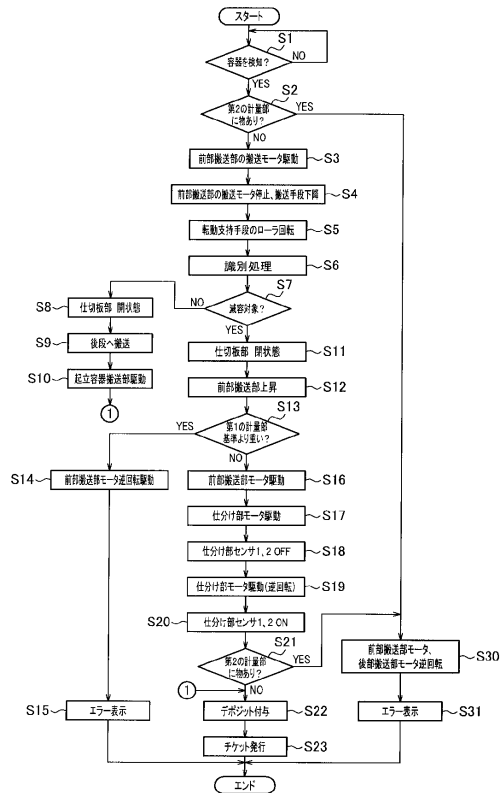 スタート
S1
容器を検知?
NO
YES
S2
第2の計量部
に物あり?
YES
NO
前部搬送部の搬送モータ駆動
S3
前部搬送部の搬送モータ停止、搬送手段下降
S4
転動支持手段のローラ回転
S5
識別処理
S6
S7
減容対象?
NO
YES
S8
仕切板部 開状態
S9
後段へ搬送
S10
起立容器搬送部駆動
1
仕切板部 閉状態
S11
前部搬送部上昇
S12
S13
第1の計量部
基準より重い?
YES
NO
S14
前部搬送部モータ逆回転駆動
前部搬送部モータ駆動
S16
仕分け部モータ駆動
S17
仕分け部センサ1,2 OFF
S18
仕分け部モータ駆動(逆回転)
S19
S20
仕分け部センサ1,2 ON
S21
第2の計量部
に物あり?
YES
NO
1
前部搬送部モータ、
後部搬送部モータ逆回転
S30
S15
エラー表示
デポジット付与
S22
エラー表示
S31
チケット発行
S23
エンド